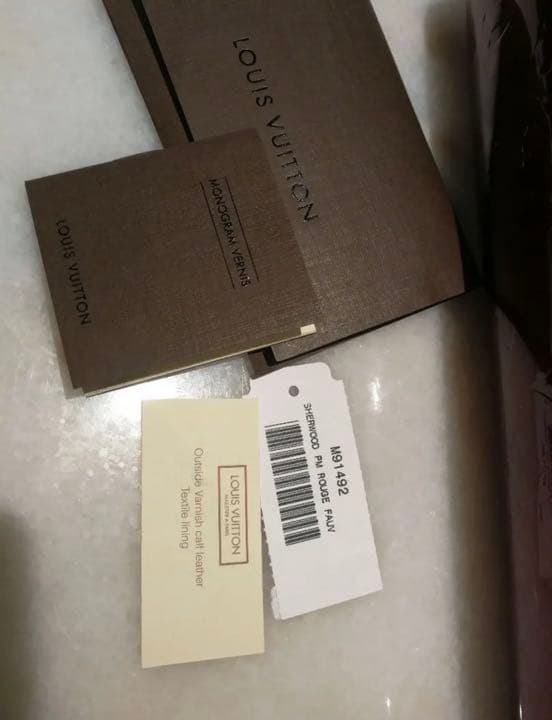 LOUIS VUITTON
MONOGRAM VERNIS
LOUIS VUITTON
M91492
SHERWOOD PM ROUGE FAUV
LOUIS VUITTON
Outside Varnish calf leather
Textile lining